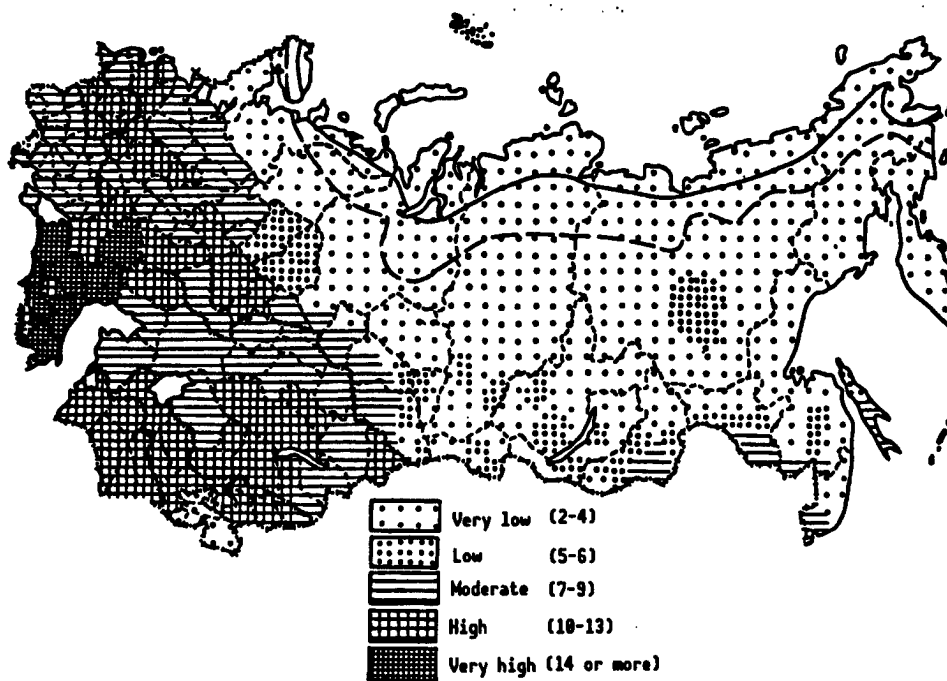 Very low (2-4)
Low (5-6)
Moderate (7-9)
High (10-13)
Very high (14 or more)